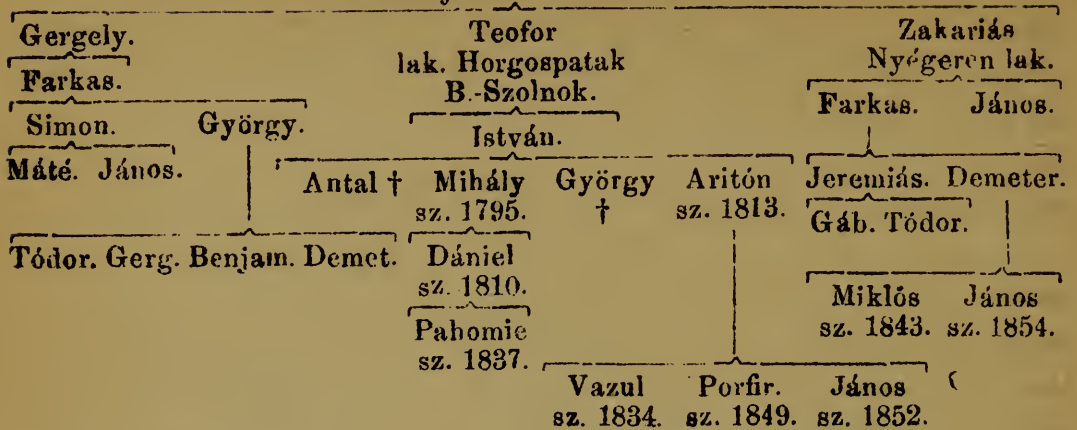 Gergely. Teofor Zakariás
lak. Horgospatak Nyégeren lak.
Farkas. B.-Szolnok. Farkas. János.
Simon. György. István.
Máté. János. Antal † Mihály György Aritón Jeremiás. Demeter.
sz. 1795. † sz. 1813. Gáb. Tódor.
Tódor. Gerg. Benjam. Demet. Dániel
sz. 1810. Miklós János
Pahomie sz. 1843. sz. 1854.
sz. 1837.
Vazul Porfir. János
sz. 1834. sz. 1849. sz. 1852.